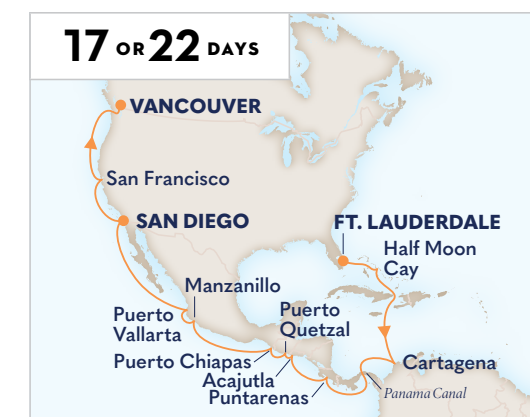 17 OR 22 DAYS
VANCOUVER
San Francisco
SAN DIEGO
FT. LAUDERDALE
Half Moon
Cay
Manzanillo
Puerto
Vallarta
Puerto
Quetzal
Puerto Chiapas
Acajutla
Puntarenas
Cartagena
Panama Canal